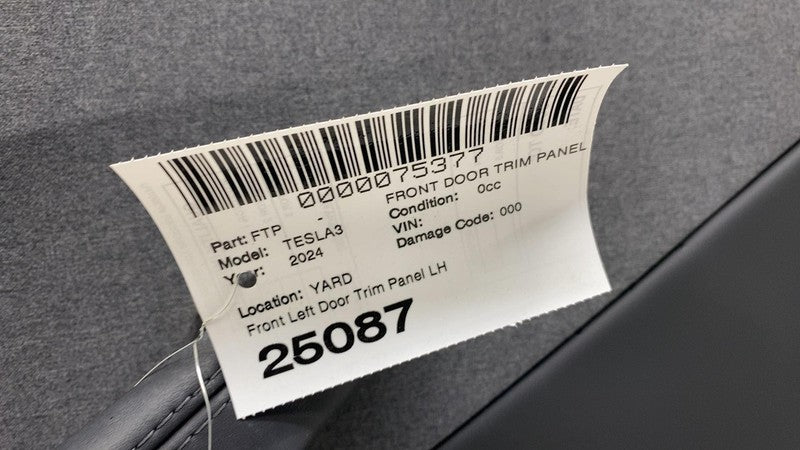 0000075377
Part: FTP - FRONT DOOR TRIM PANEL
Model: TESLA3 Condition: 0cc
Year: 2024 VIN:
Damage Code: 000
Location: YARD
Front Left Door Trim Panel LH
25087